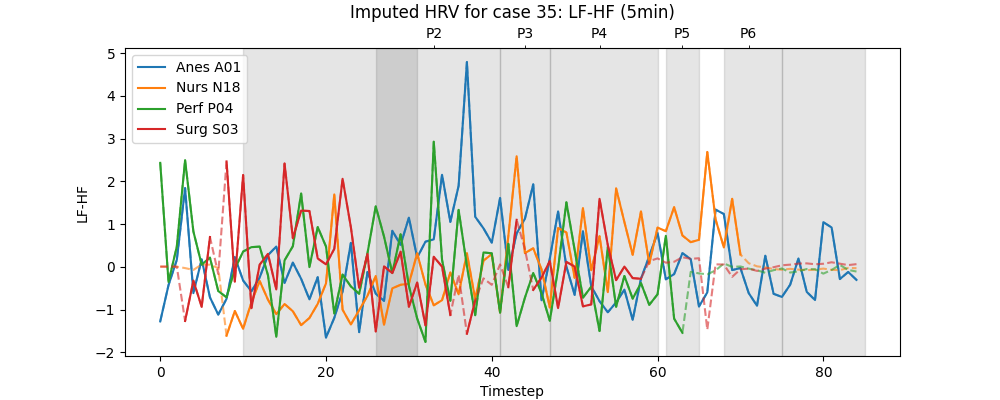 Imputed HRV for case 35: LF-HF (5min)
P2 P3 P4 P5 P6
5
4
3
2
1
0
−1
−2
LF-HF
Anes A01
Nurs N18
Perf P04
Surg S03
0 20 40 60 80
Timestep